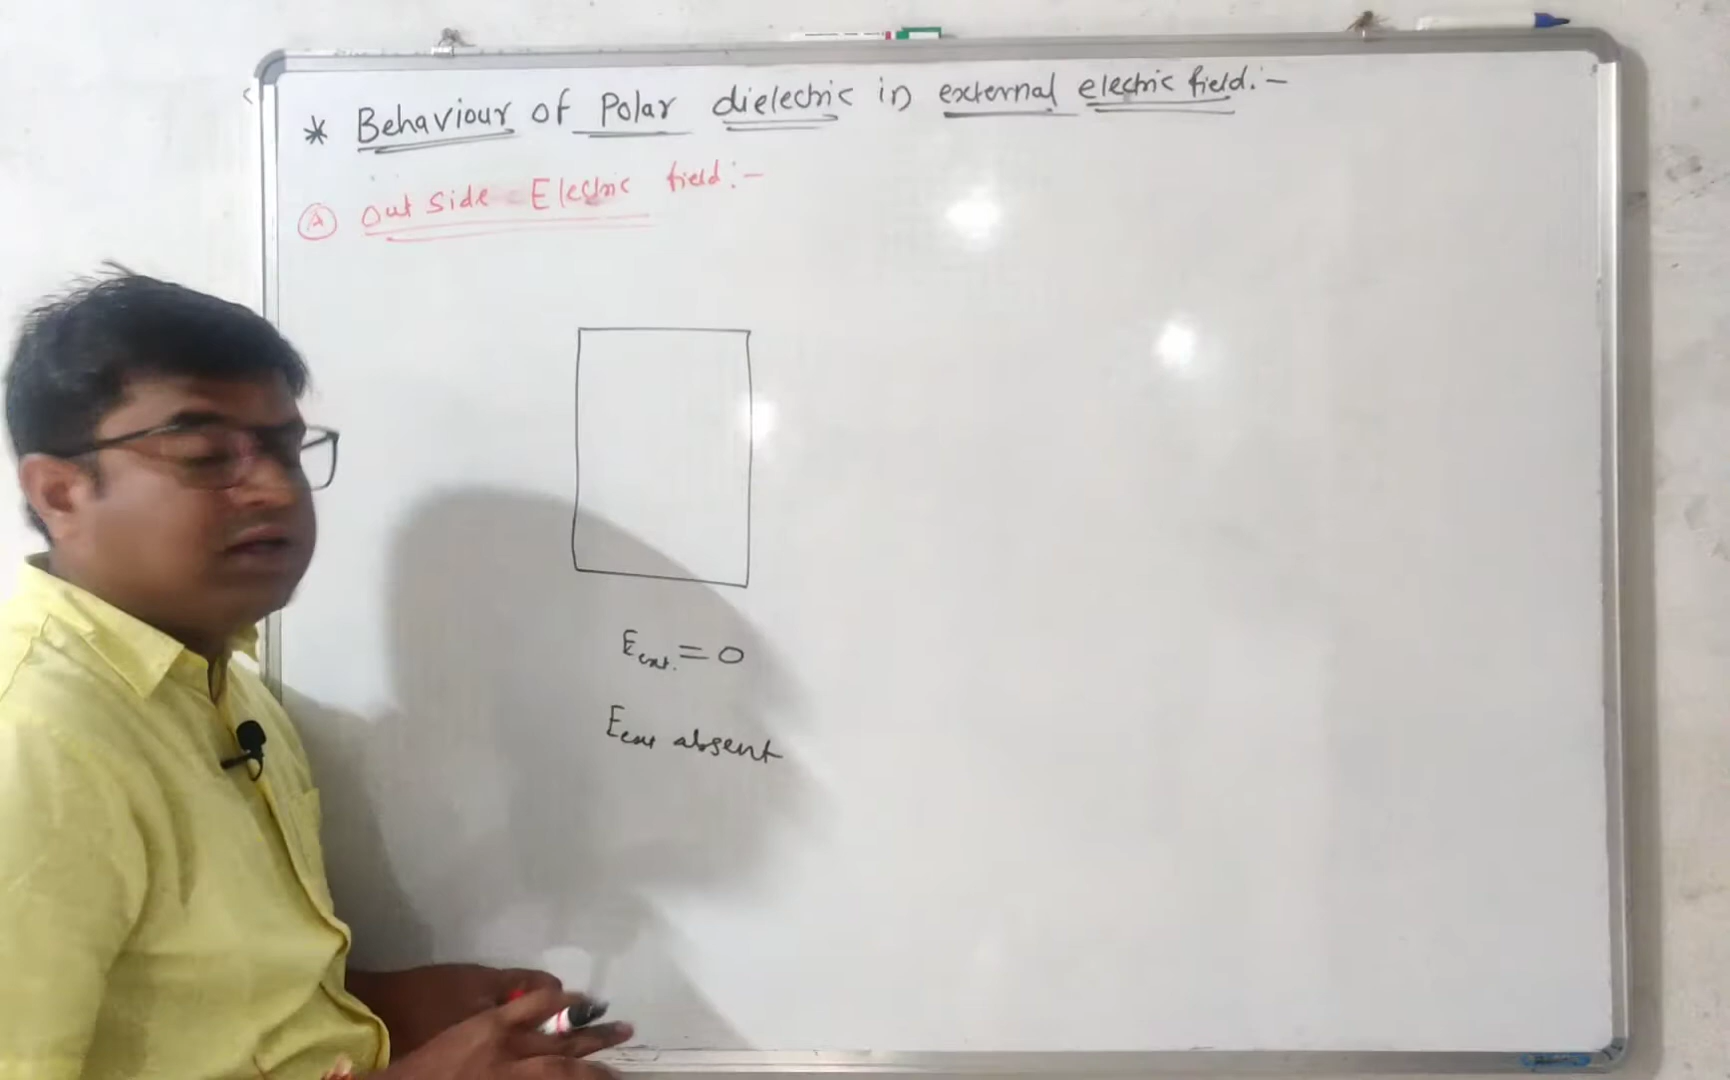 * Behaviour of Polar dielectric in external electric field:-
Ⓐ Out Side Electric field:-
Eext. = 0
Eext absent